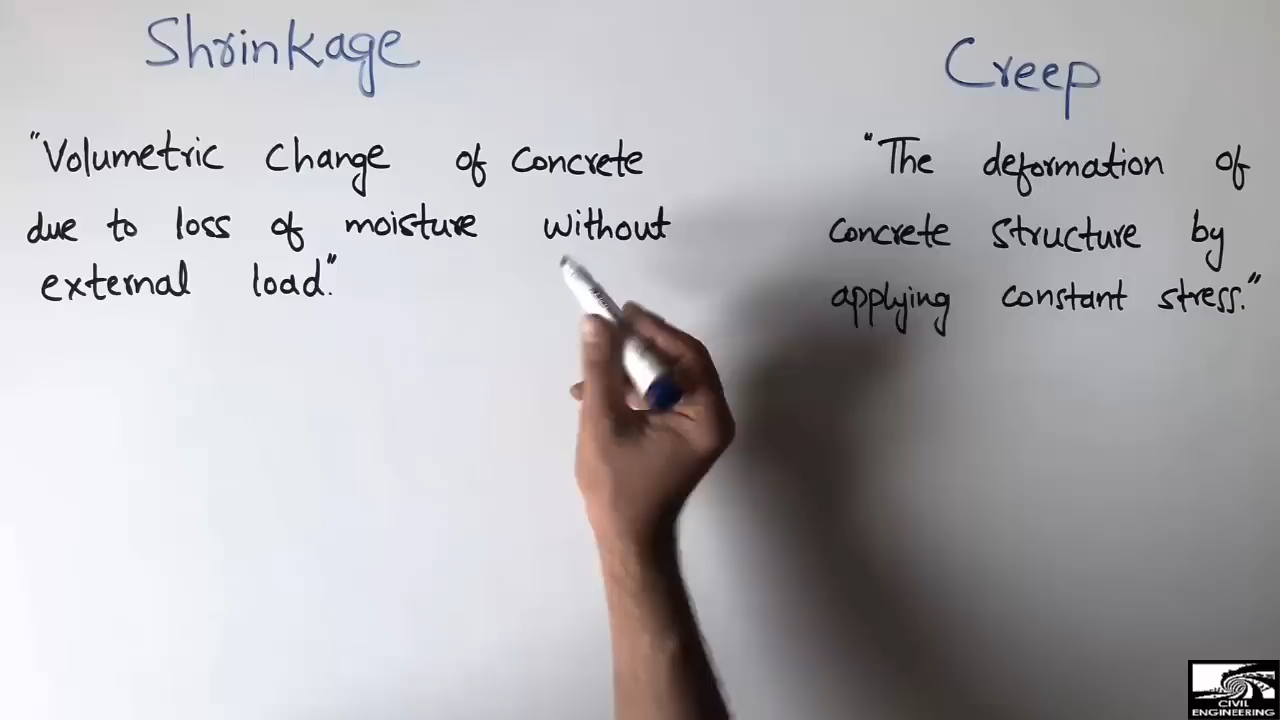 Shrinkage
"Volumetric change of concrete
due to loss of moisture without
external load."
Creep
"The deformation of
concrete structure by
applying constant stress."
CIVIL
ENGINEERING